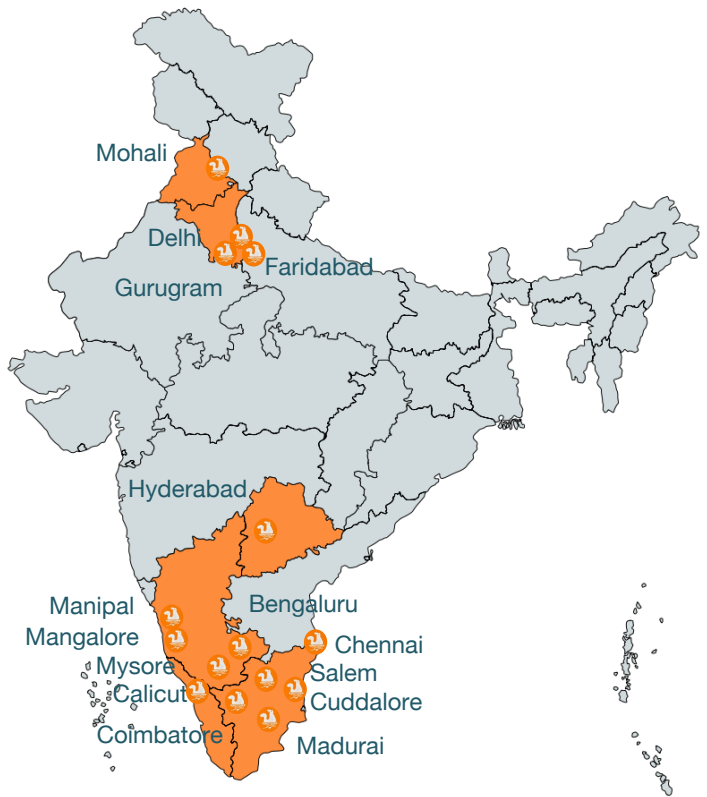 Mohali
Delhi
Faridabad
Gurugram
Hyderabad
Manipal
Bengaluru
Mangalore
Chennai
Mysore
Salem
Calicut
Cuddalore
Coimbatore
Madurai